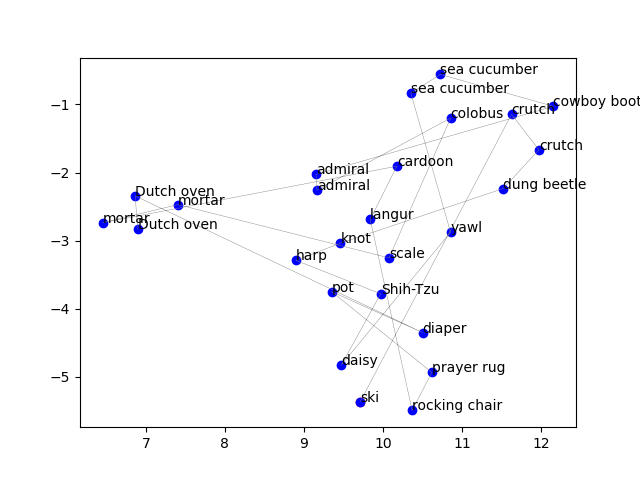 sea cucumber
sea cucumber
cowboy boot
crutch
colobus
crutch
cardoon
admiral
admiral
dung beetle
Dutch oven
mortar
langur
mortar
Dutch oven
yawl
knot
scale
harp
pot
Shih-Tzu
diaper
daisy
prayer rug
ski
rocking chair
−1
−2
−3
−4
−5
7 8 9 10 11 12